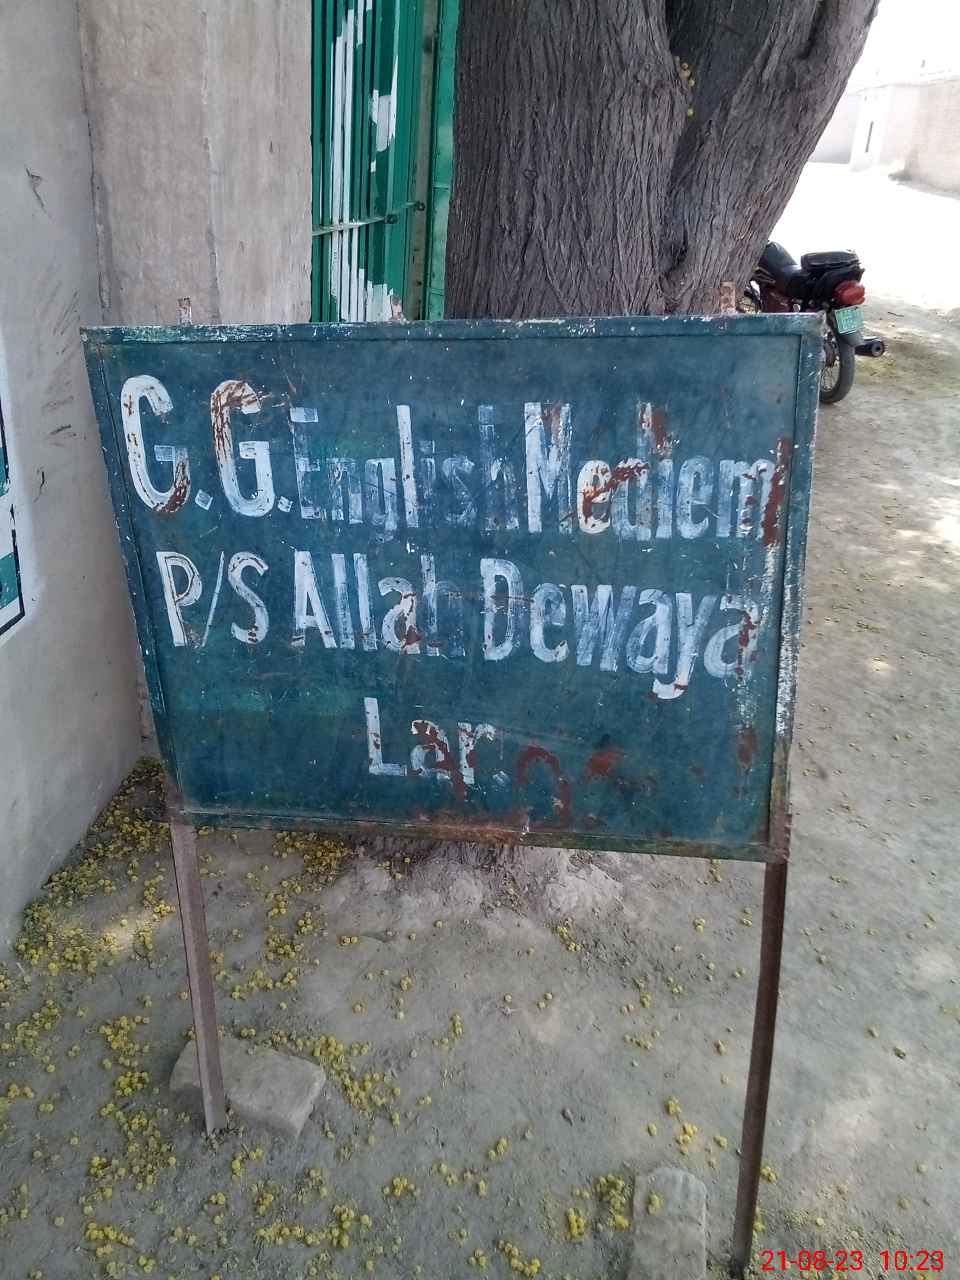 G.G. English Mediem
P/S Allah Dewaya
Lar.
21-08-23 10:23